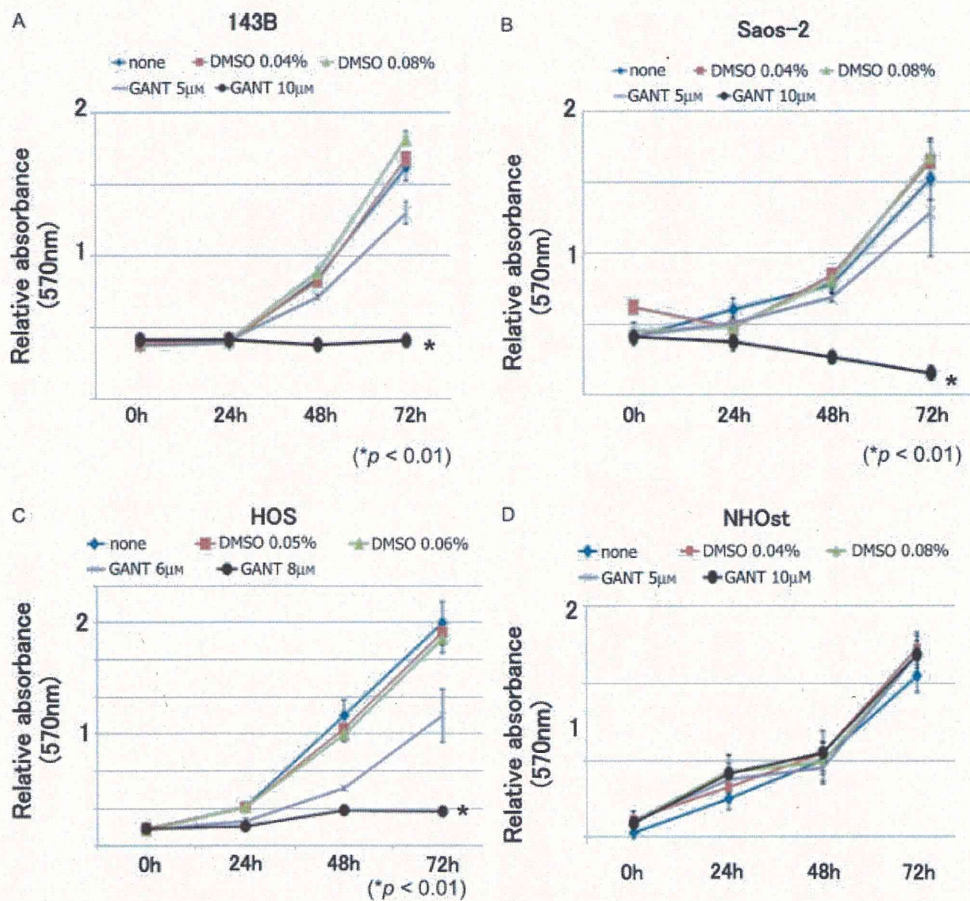 A
143B
none DMSO 0.04% DMSO 0.08%
GANT 5μM GANT 10μM
2
1
Relative absorbance
(570nm)
*
0h 24h 48h 72h
(*p < 0.01)
B
Saos-2
none DMSO 0.04% DMSO 0.08%
GANT 5μM GANT 10μM
2
1
Relative absorbance
(570nm)
*
0h 24h 48h 72h
(*p < 0.01)
C
HOS
none DMSO 0.05% DMSO 0.06%
GANT 6μM GANT 8μM
2
1
Relative absorbance
(570nm)
*
0h 24h 48h 72h
(*p < 0.01)
D
NHOst
none DMSO 0.04% DMSO 0.08%
GANT 5μM GANT 10μM
2
1
Relative absorbance
(570nm)
0h 24h 48h 72h